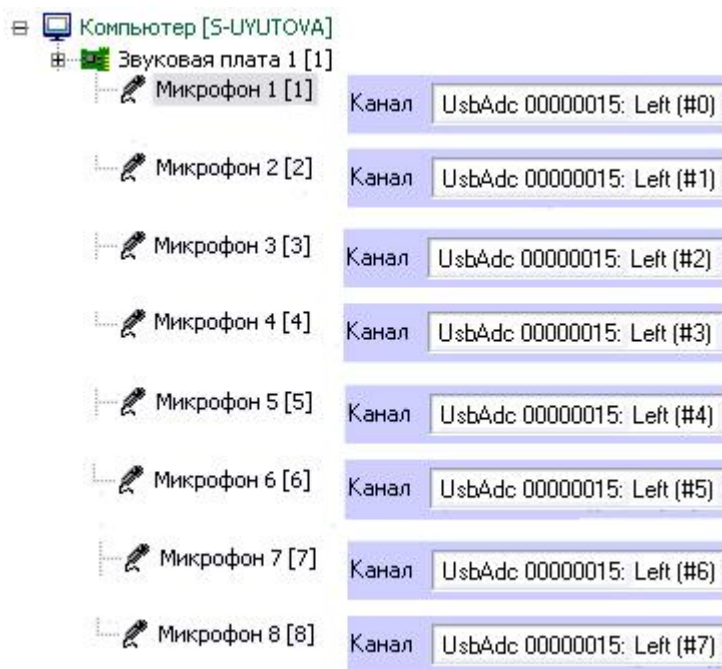 Компьютер [S-UYUTOVA]
Звуковая плата 1 [1]
Микрофон 1 [1] Канал UsbAdc 00000015: Left (#0)
Микрофон 2 [2] Канал UsbAdc 00000015: Left (#1)
Микрофон 3 [3] Канал UsbAdc 00000015: Left (#2)
Микрофон 4 [4] Канал UsbAdc 00000015: Left (#3)
Микрофон 5 [5] Канал UsbAdc 00000015: Left (#4)
Микрофон 6 [6] Канал UsbAdc 00000015: Left (#5)
Микрофон 7 [7] Канал UsbAdc 00000015: Left (#6)
Микрофон 8 [8] Канал UsbAdc 00000015: Left (#7)